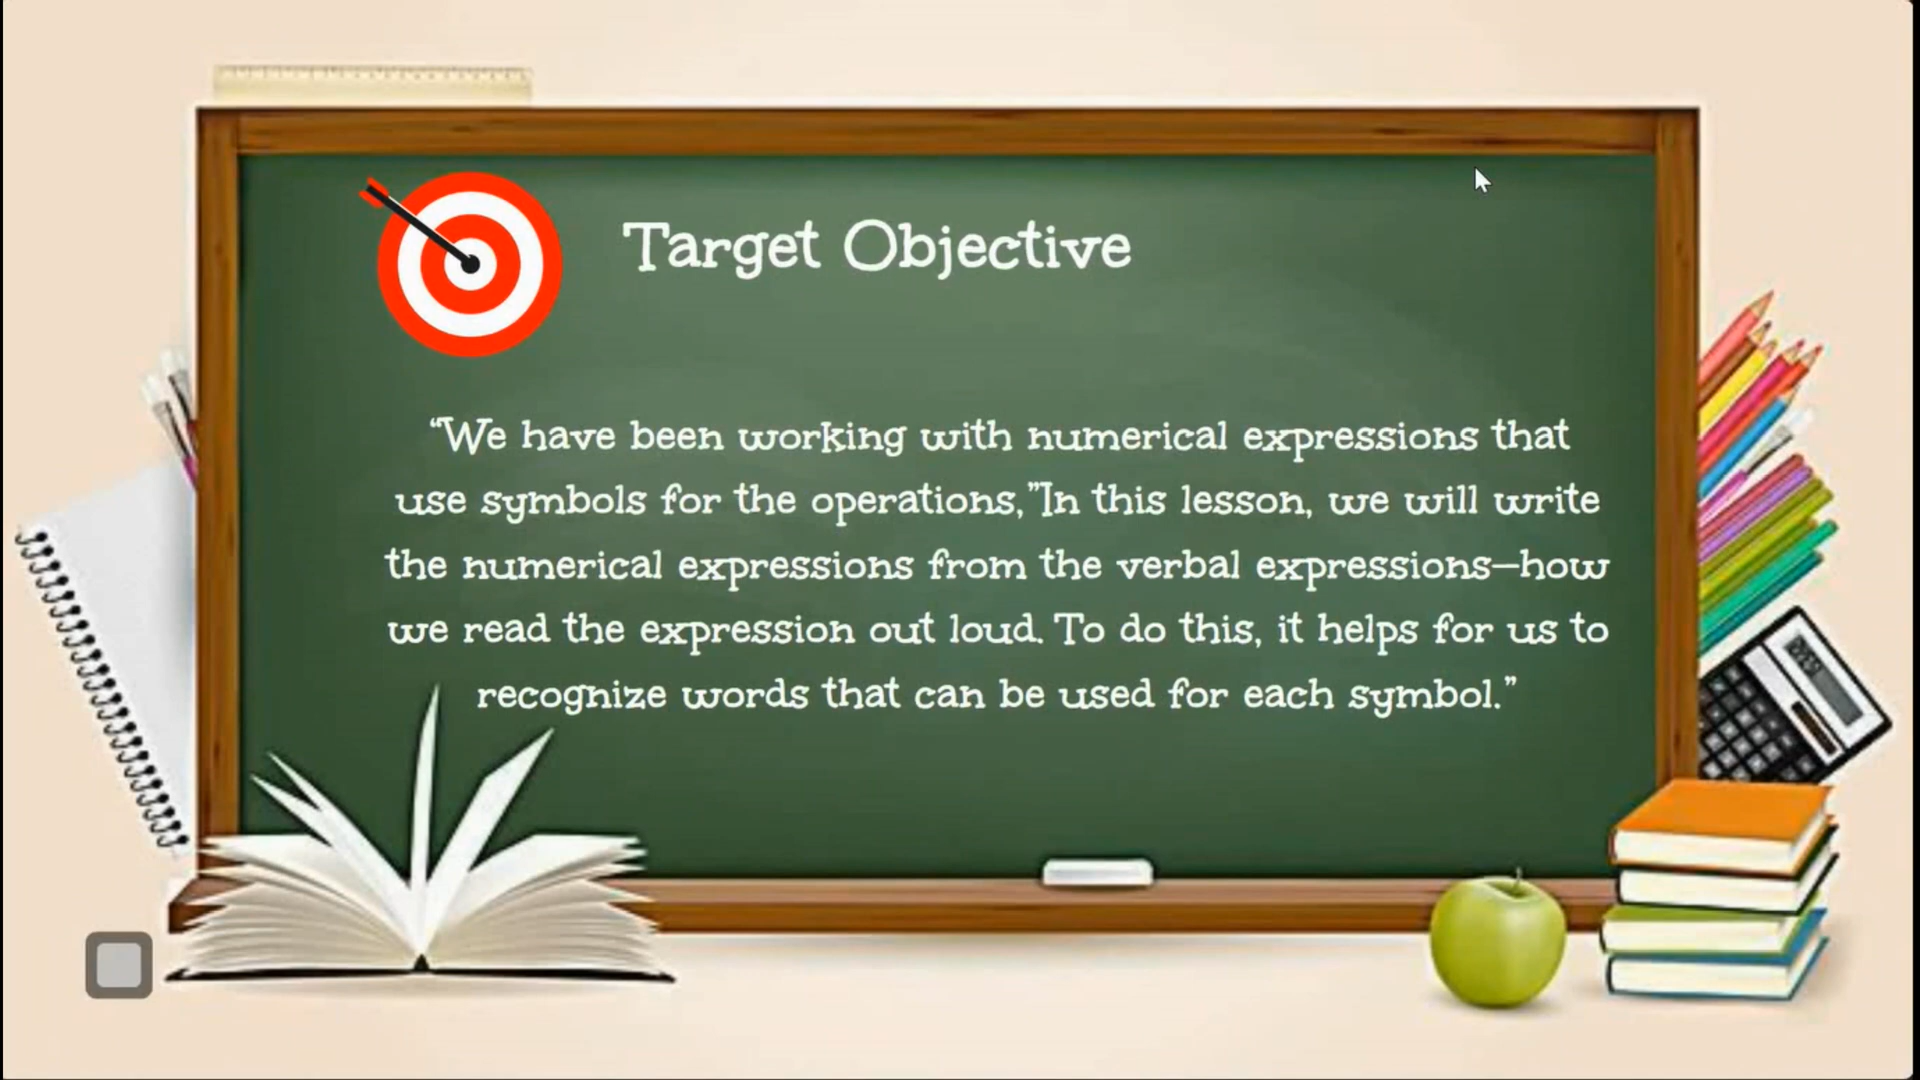 Target Objective
“We have been working with numerical expressions that
use symbols for the operations,”In this lesson, we will write
the numerical expressions from the verbal expressions—how
we read the expression out loud. To do this, it helps for us to
recognize words that can be used for each symbol.”